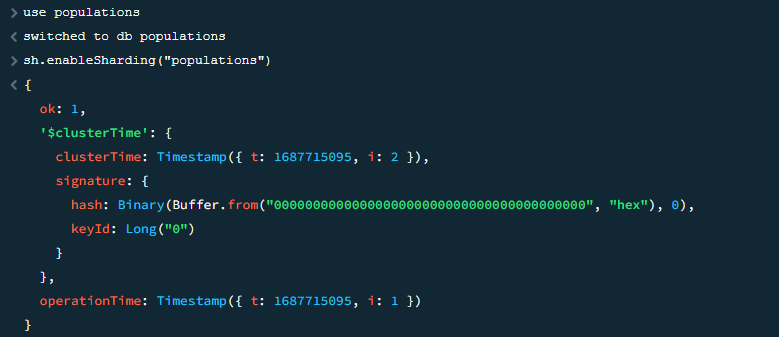 > use populations
< switched to db populations
> sh.enableSharding("populations")
< {
ok: 1,
'$clusterTime': {
clusterTime: Timestamp({ t: 1687715095, i: 2 }),
signature: {
hash: Binary(Buffer.from("0000000000000000000000000000000000000000", "hex"), 0),
keyId: Long("0")
}
},
operationTime: Timestamp({ t: 1687715095, i: 1 })
}